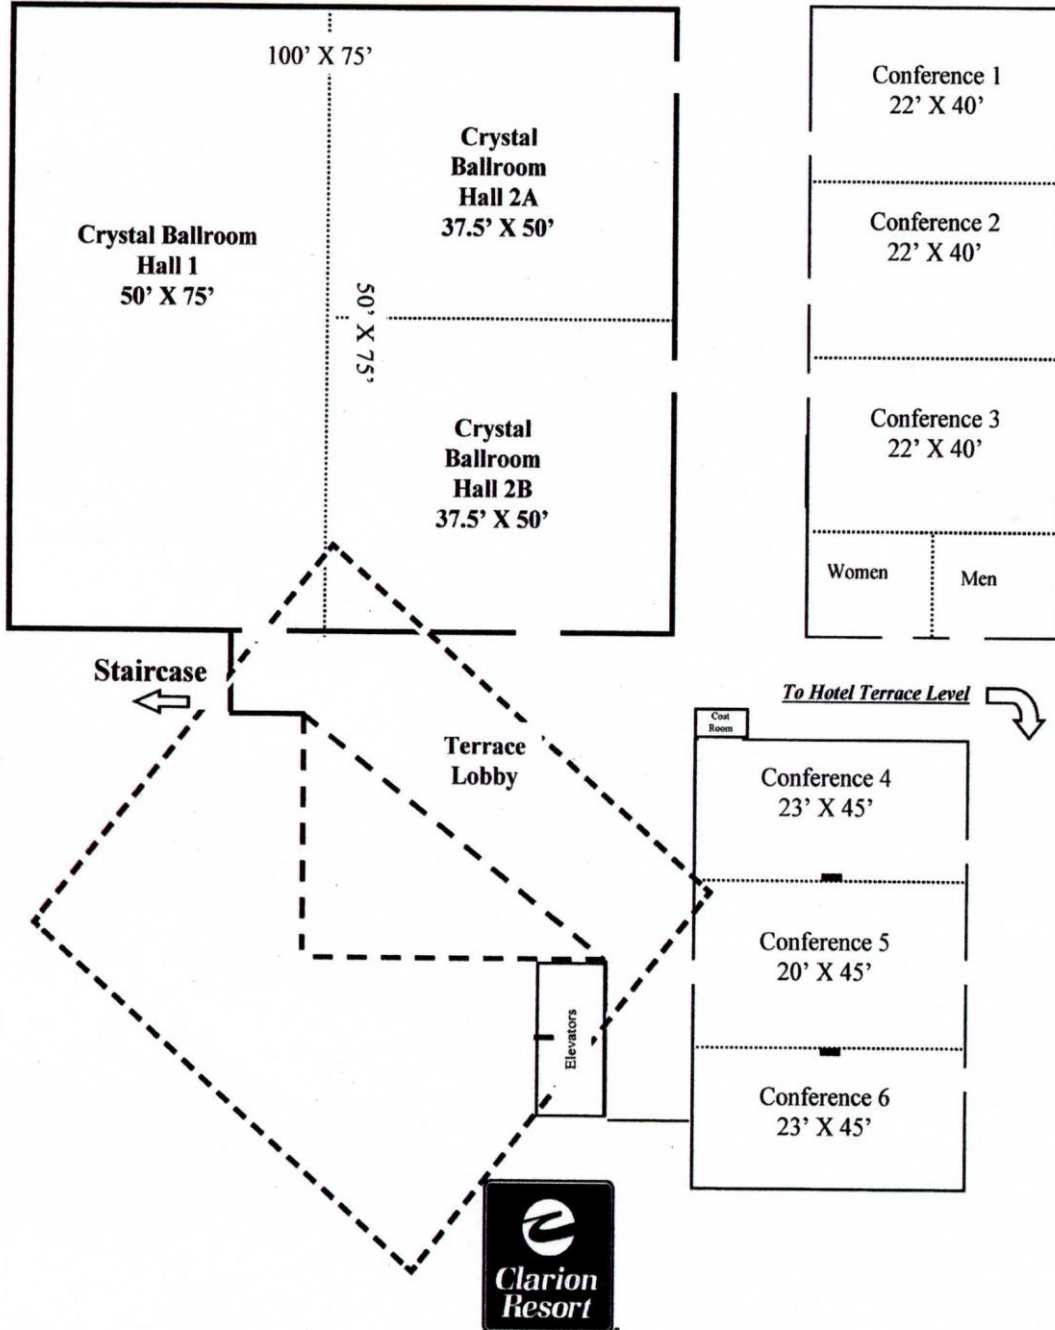 100' X 75'
Crystal Ballroom
Hall 1
50' X 75'
Crystal
Ballroom
Hall 2A
37.5' X 50'
50' X 75'
Crystal
Ballroom
Hall 2B
37.5' X 50'
Conference 1
22' X 40'
Conference 2
22' X 40'
Conference 3
22' X 40'
Women
Men
Staircase
To Hotel Terrace Level
Terrace
Lobby
Coat
Room
Conference 4
23' X 45'
Conference 5
20' X 45'
Conference 6
23' X 45'
Elevators
Clarion
Resort